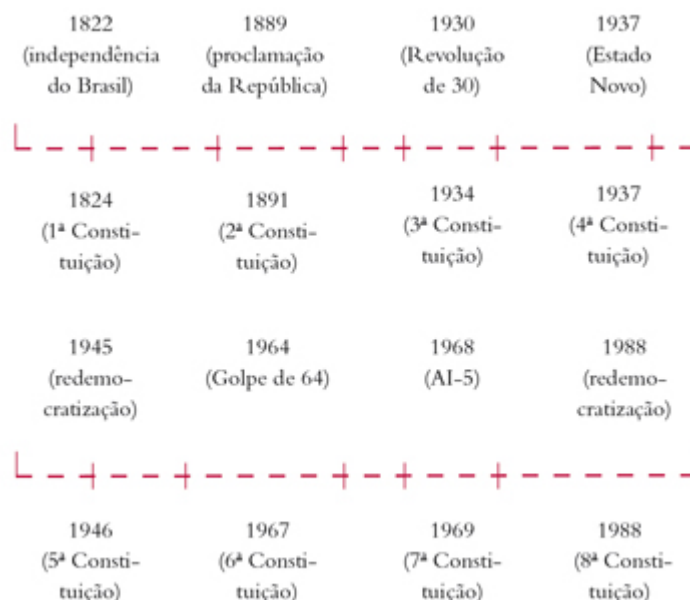 1822
(independência
do Brasil)
1889
(proclamação
da República)
1930
(Revolução
de 30)
1937
(Estado
Novo)
1824
(1ª Consti-
tuição)
1891
(2ª Consti-
tuição)
1934
(3ª Consti-
tuição)
1937
(4ª Consti-
tuição)
1945
(redemo-
cratização)
1964
(Golpe de 64)
1968
(AI-5)
1988
(redemo-
cratização)
1946
(5ª Consti-
tuição)
1967
(6ª Consti-
tuição)
1969
(7ª Consti-
tuição)
1988
(8ª Consti-
tuição)